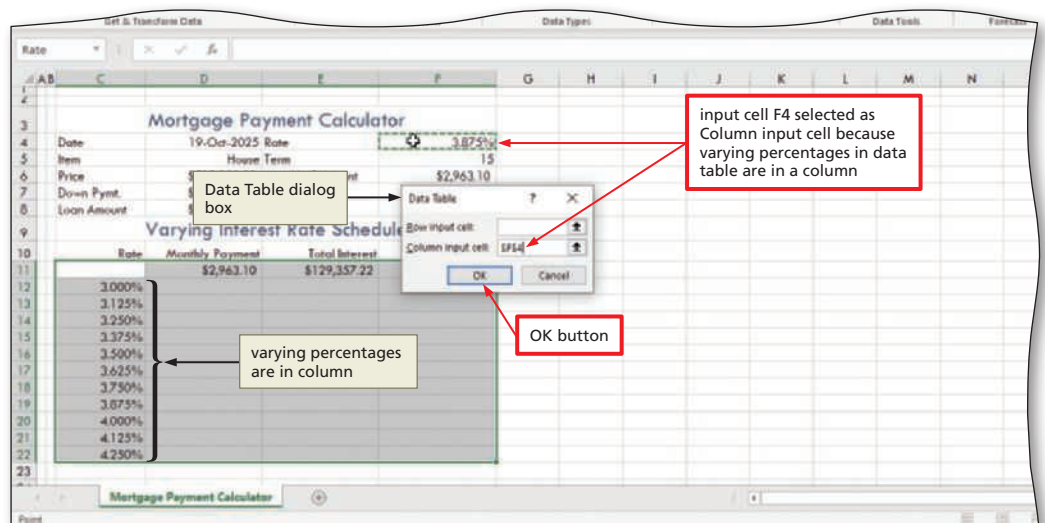 Get & Transform Data Data Types Data Tools Forecast
Rate fx
A B C D E F G H I J K L M N
1
2
3 Mortgage Payment Calculator
4 Date 19-Oct-2025 Rate 3.875%
5 Item House Term 15
6 Price $2,963.10
7 Down Pymt.
8 Loan Amount
9 Varying Interest Rate Schedule
10 Rate Monthly Payment Total Interest
11 $2,963.10 $129,357.22
12 3.000%
13 3.125%
14 3.250%
15 3.375%
16 3.500%
17 3.625%
18 3.750%
19 3.875%
20 4.000%
21 4.125%
22 4.250%
23
Data Table ? ×
Row input cell:
Column input cell: $F$4
OK Cancel
Data Table dialog
box
input cell F4 selected as
Column input cell because
varying percentages in data
table are in a column
OK button
varying percentages
are in column
Mortgage Payment Calculator
Point